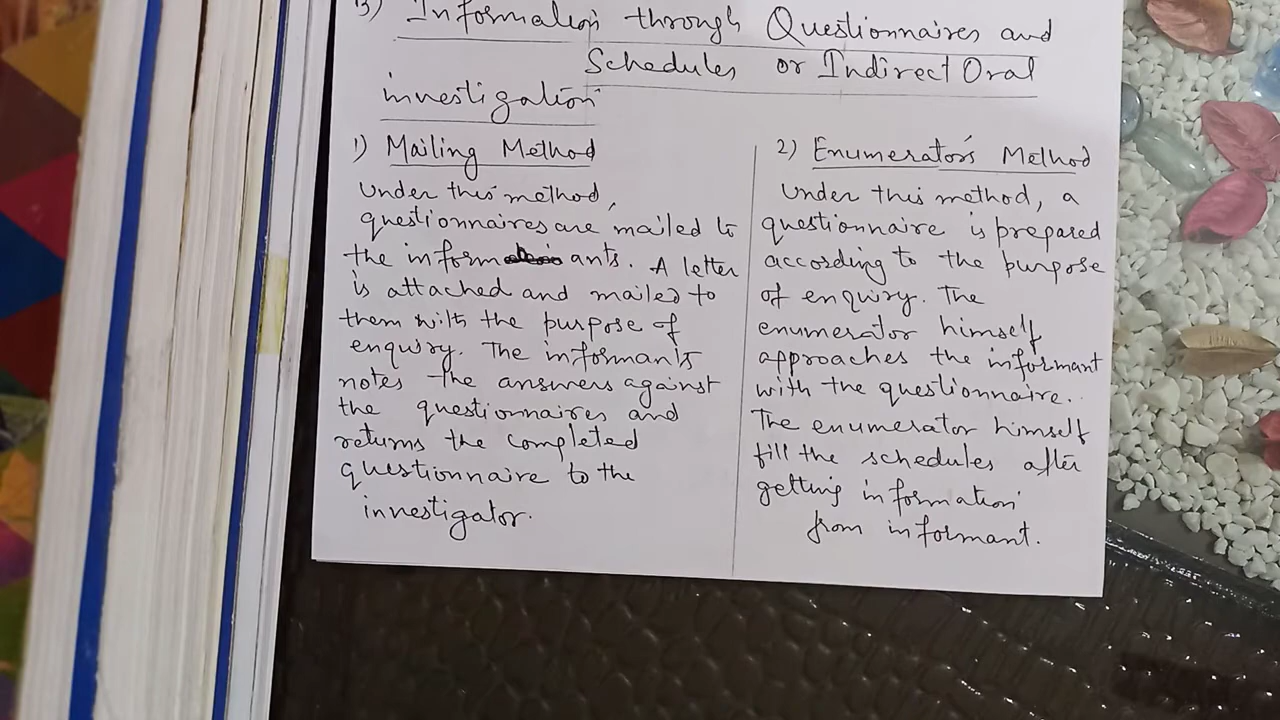 3) Information through Questionnaires and
Schedules or Indirect Oral
investigation
1) Mailing Method
Under this method,
questionnaires are mailed to
the informants. A letter
is attached and mailed to
them with the purpose of
enquiry. The informants
notes the answers against
the questionnaires and
returns the completed
questionnaire to the
investigator.
2) Enumerator's Method
Under this method, a
questionnaire is prepared
according to the purpose
of enquiry. The
enumerator himself
approaches the informant
with the questionnaire.
The enumerator himself
fill the schedules after
getting information
from informant.